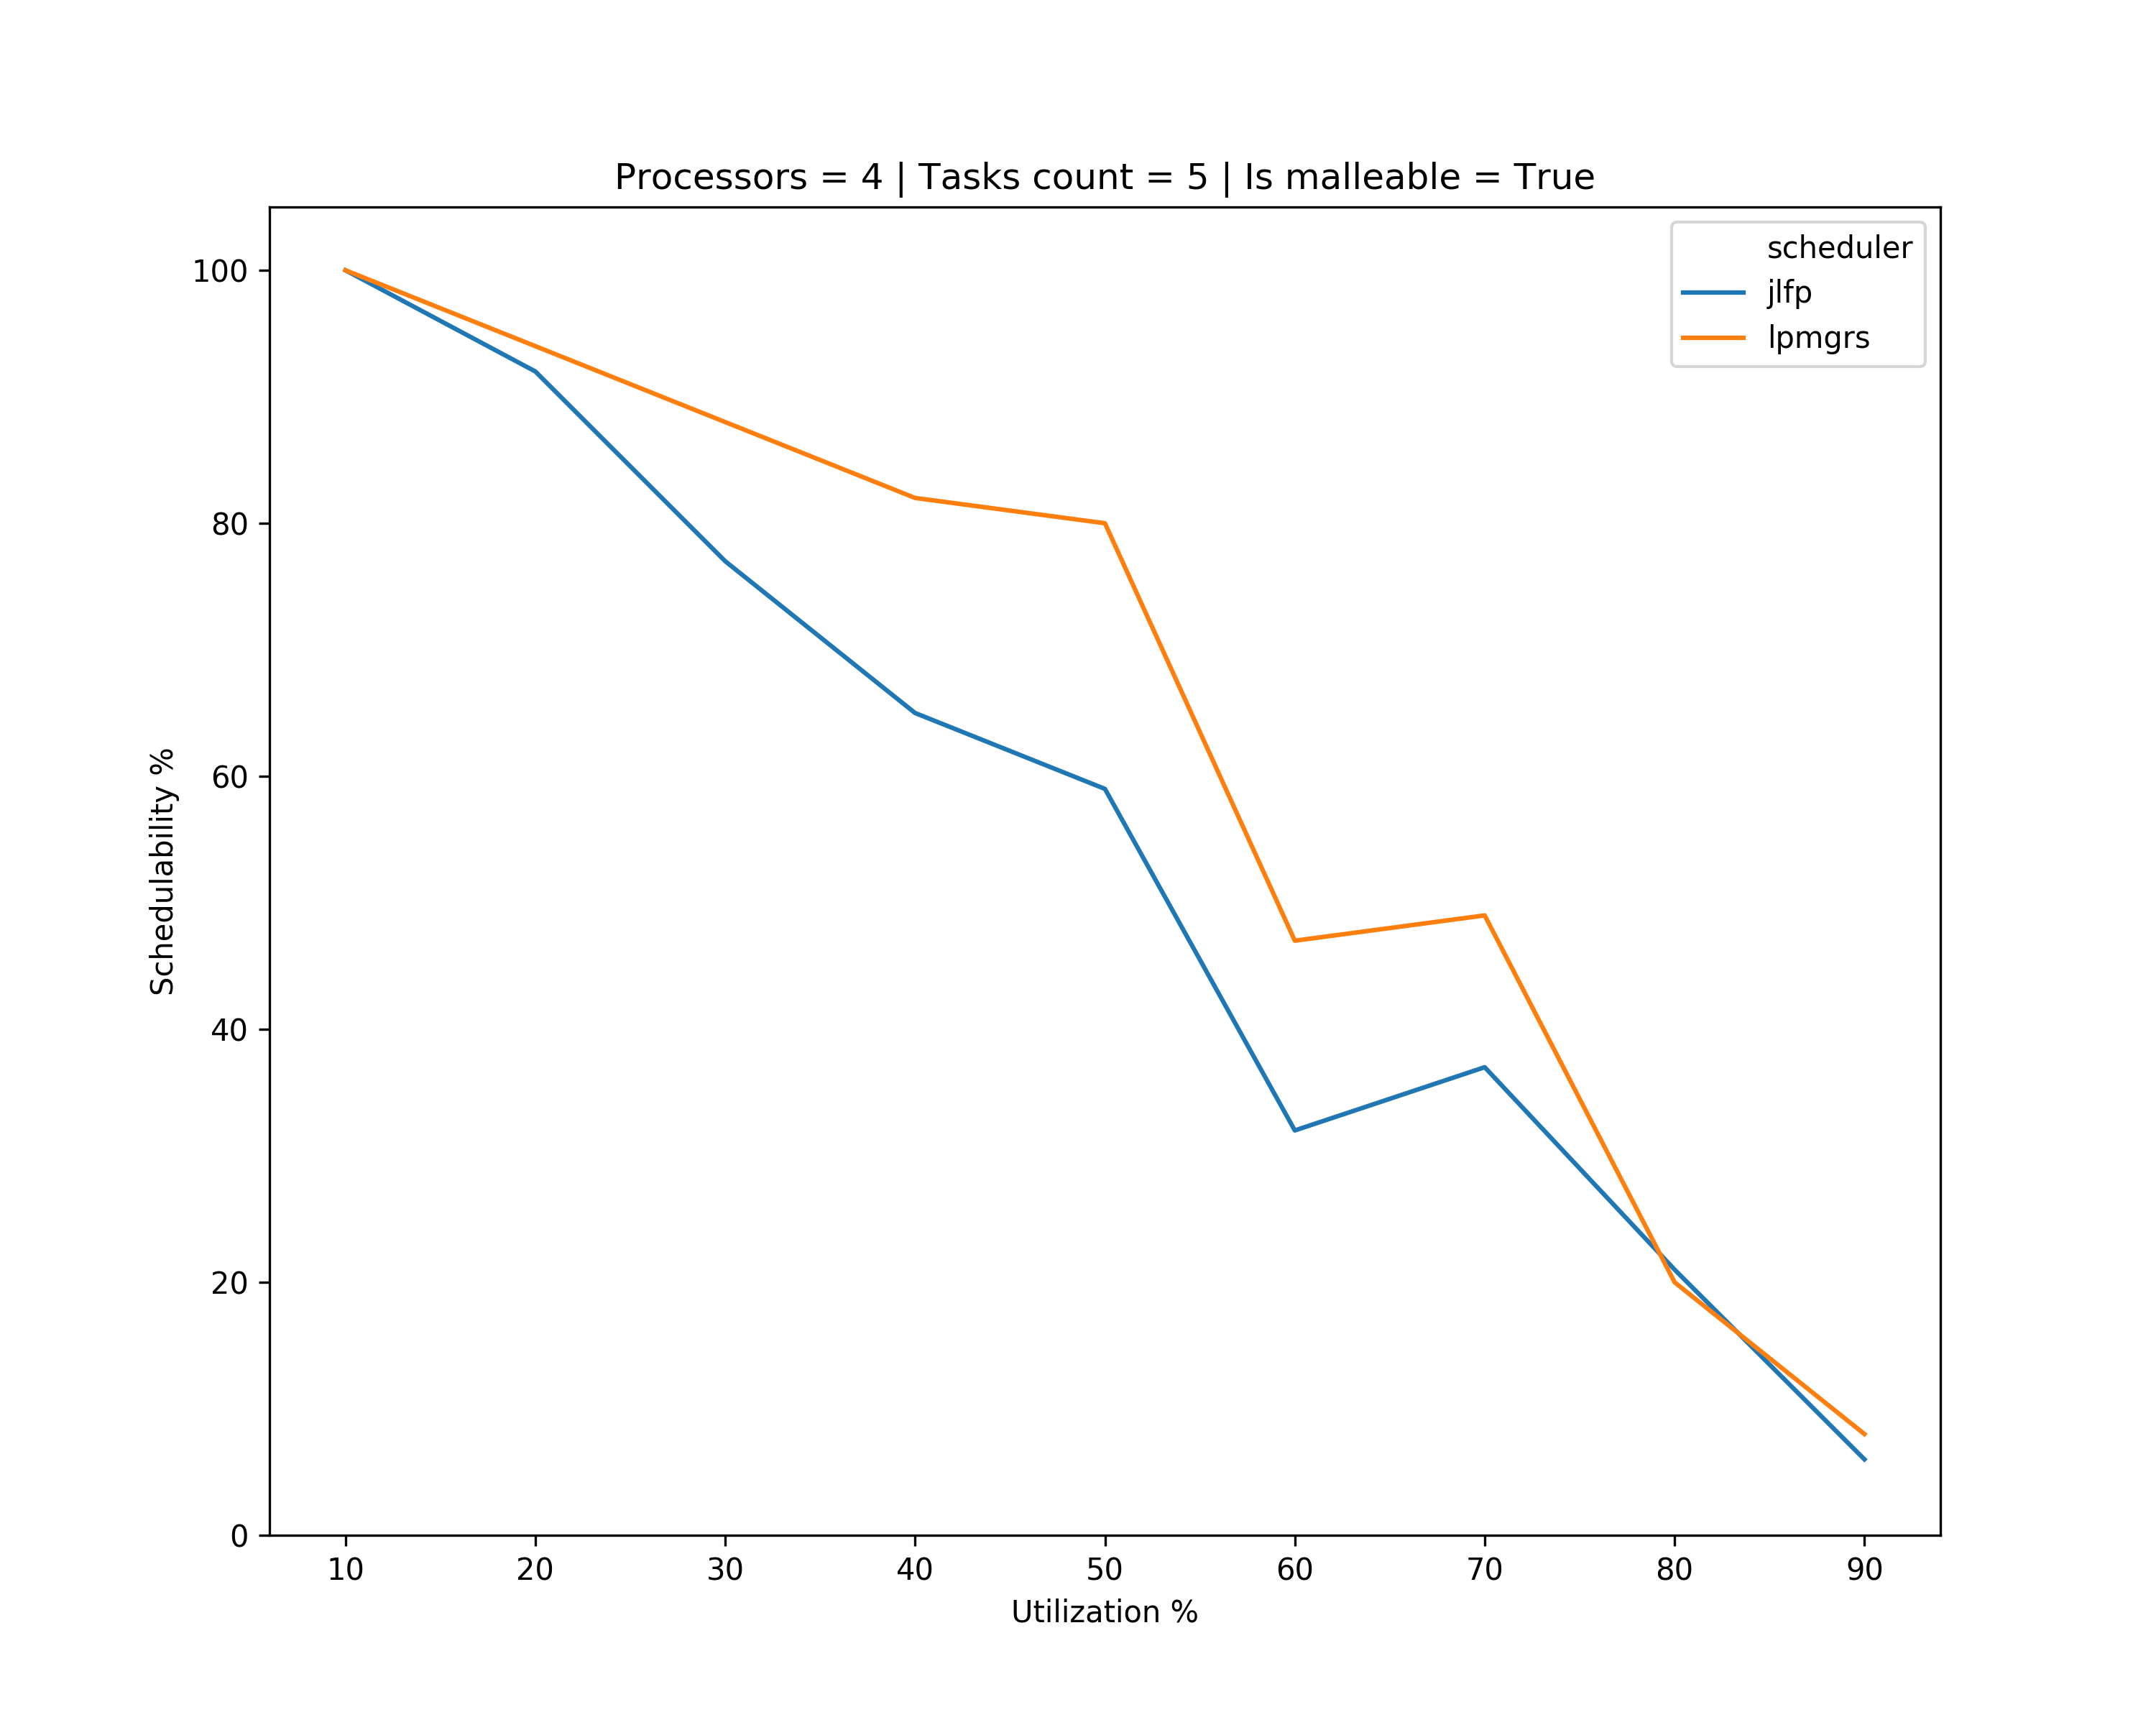 Processors = 4 | Tasks count = 5 | Is malleable = True
scheduler
jlfp
lpmgrs
Schedulability %
100
80
60
40
20
0
10 20 30 40 50 60 70 80 90
Utilization %